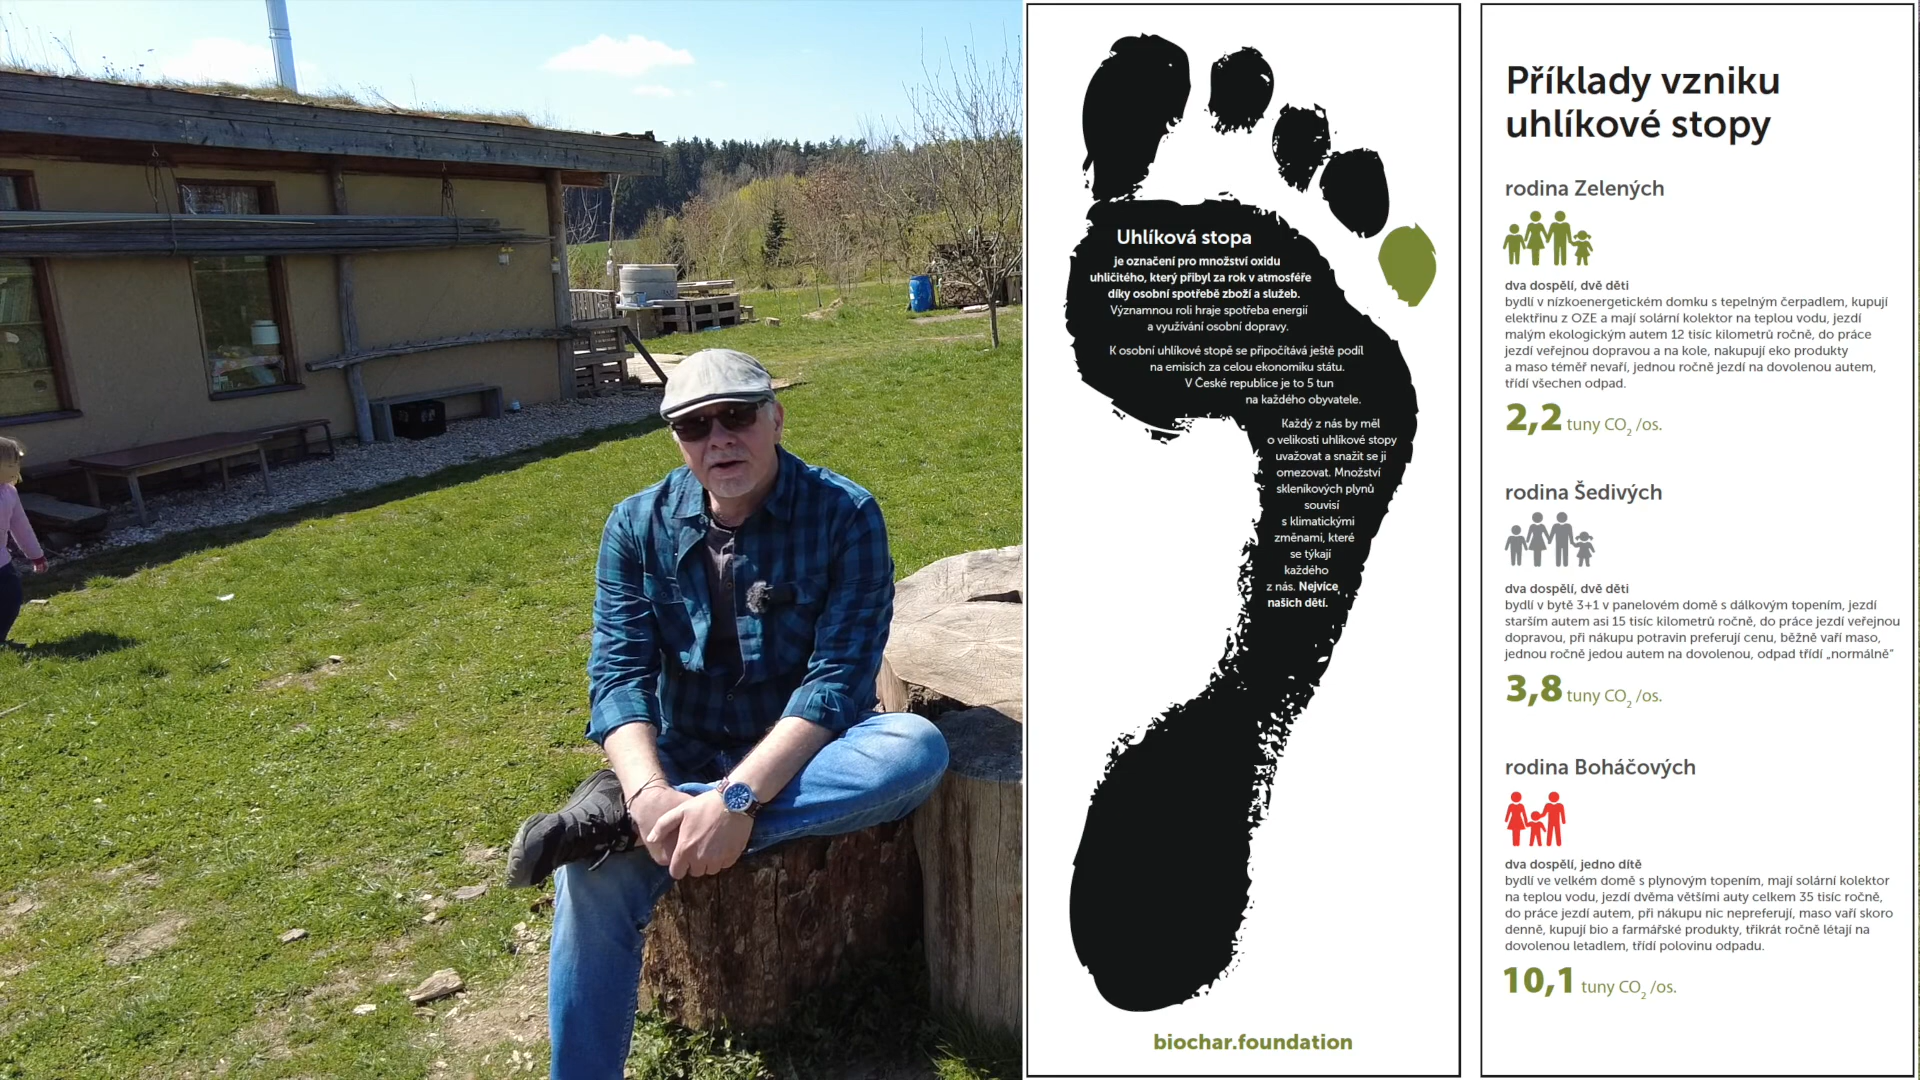 Uhlíková stopa
je označení pro množství oxidu
uhličitého, který přibyl za rok v atmosféře
díky osobní spotřebě zboží a služeb.
Významnou roli hraje spotřeba energií
a využívání osobní dopravy.
K osobní uhlíkové stopě se připočítává ještě podíl
na emisích za celou ekonomiku státu.
V České republice je to 5 tun
na každého obyvatele.
Každý z nás by měl
o velikosti uhlíkové stopy
uvažovat a snažit se ji
omezovat. Množství
skleníkových plynů
souvisí
s klimatickými
změnami, které
se týkají
každého
z nás. Nejvíce
našich dětí.
biochar.foundation
Příklady vzniku
uhlíkové stopy
rodina Zelených
dva dospělí, dvě děti
bydlí v nízkoenergetickém domku s tepelným čerpadlem, kupují
elektřinu z OZE a mají solární kolektor na teplou vodu, jezdí
malým ekologickým autem 12 tisíc kilometrů ročně, do práce
jezdí veřejnou dopravou a na kole, nakupují eko produkty
a maso téměř nevaří, jednou ročně jezdí na dovolenou autem,
třídí všechen odpad.
2,2 tuny CO2 /os.
rodina Šedivých
dva dospělí, dvě děti
bydlí v bytě 3+1 v panelovém domě s dálkovým topením, jezdí
starším autem asi 15 tisíc kilometrů ročně, do práce jezdí veřejnou
dopravou, při nákupu potravin preferují cenu, běžně vaří maso,
jednou ročně jedou autem na dovolenou, odpad třídí „normálně“
3,8 tuny CO2 /os.
rodina Boháčových
dva dospělí, jedno dítě
bydlí ve velkém domě s plynovým topením, mají solární kolektor
na teplou vodu, jezdí dvěma většími auty celkem 35 tisíc ročně,
do práce jezdí autem, při nákupu nic nepreferují, maso vaří skoro
denně, kupují bio a farmářské produkty, třikrát ročně létají na
dovolenou letadlem, třídí polovinu odpadu.
10,1 tuny CO2 /os.